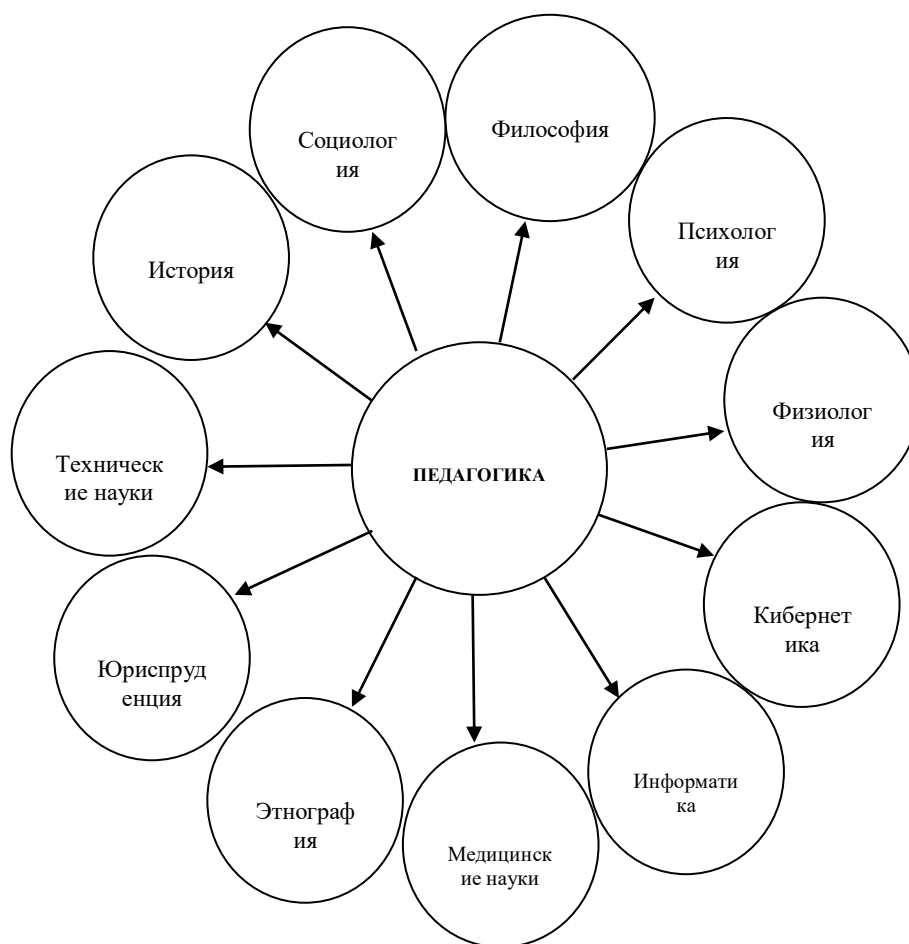 Социолог
ия
Философия
Психолог
ия
История
Физиолог
ия
Техническ
ие науки
ПЕДАГОГИКА
Кибернет
ика
Юриспруд
енция
Информати
ка
Этнограф
ия
Медицинск
ие науки